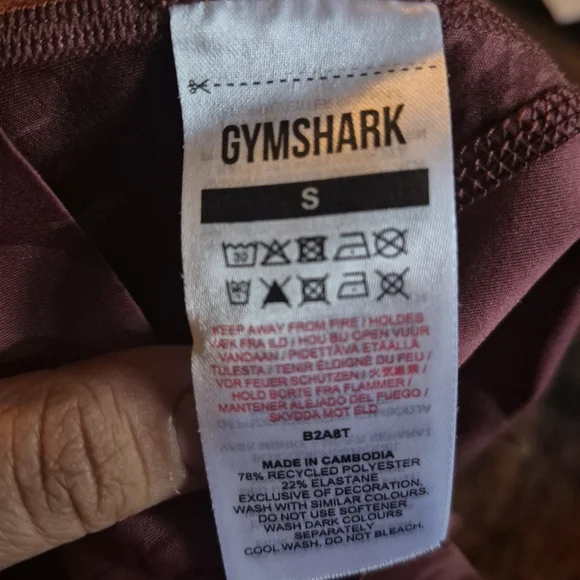 GYMSHARK
S
30
KEEP AWAY FROM FIRE / HOLDES
VÆK FRA ILD / HOU BIJ OPEN VUUR
VANDAAN / PIDETTÄVÄ ETÄÄLLÄ
TULESTA / TENIR ÉLOIGNÉ DU FEU /
VOR FEUER SCHÜTZEN / 火気厳禁 /
HOLD BORTE FRA FLAMMER /
MANTENER ALEJADO DEL FUEGO /
SKYDDA MOT ELD
B2A8T
MADE IN CAMBODIA
78% RECYCLED POLYESTER
22% ELASTANE
EXCLUSIVE OF DECORATION.
WASH WITH SIMILAR COLOURS.
DO NOT USE SOFTENER
WASH DARK COLOURS
SEPARATELY
COOL WASH. DO NOT BLEACH.